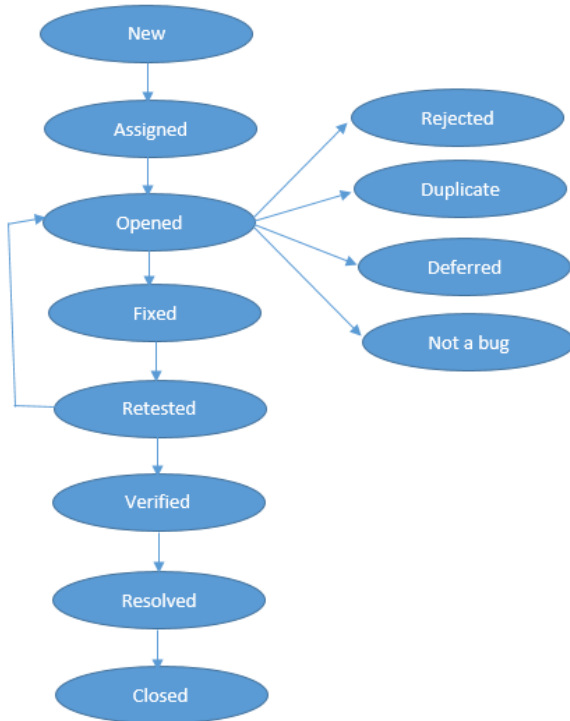 New
Assigned
Opened
Fixed
Retested
Verified
Resolved
Closed
Rejected
Duplicate
Deferred
Not a bug